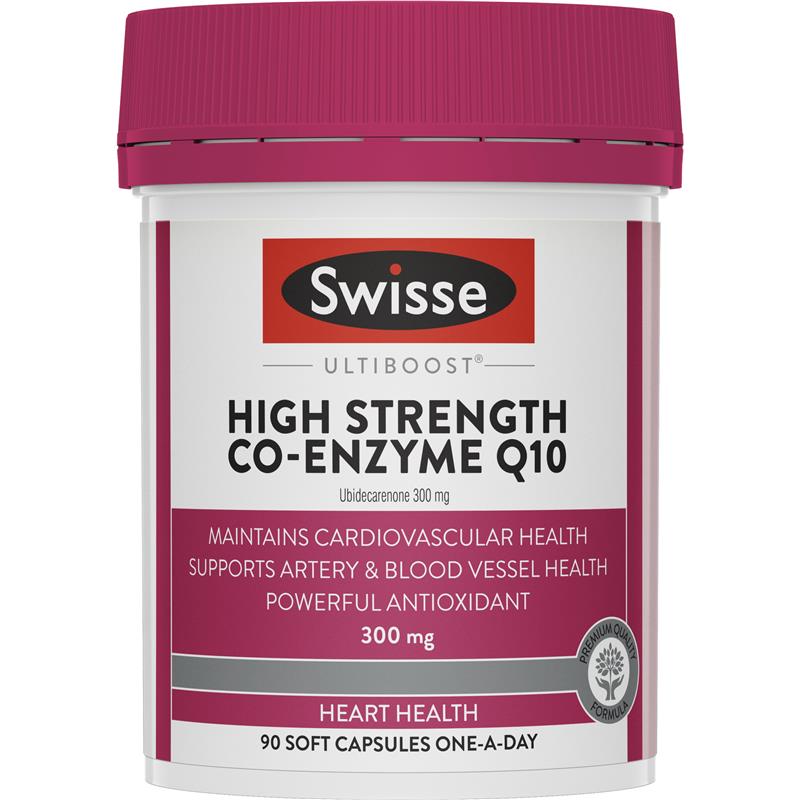 Swisse
ULTIBOOST®
HIGH STRENGTH
CO-ENZYME Q10
Ubidecarenone 300 mg
MAINTAINS CARDIOVASCULAR HEALTH
SUPPORTS ARTERY & BLOOD VESSEL HEALTH
POWERFUL ANTIOXIDANT
300 mg
PREMIUM QUALITY
FORMULA
HEART HEALTH
90 SOFT CAPSULES ONE-A-DAY